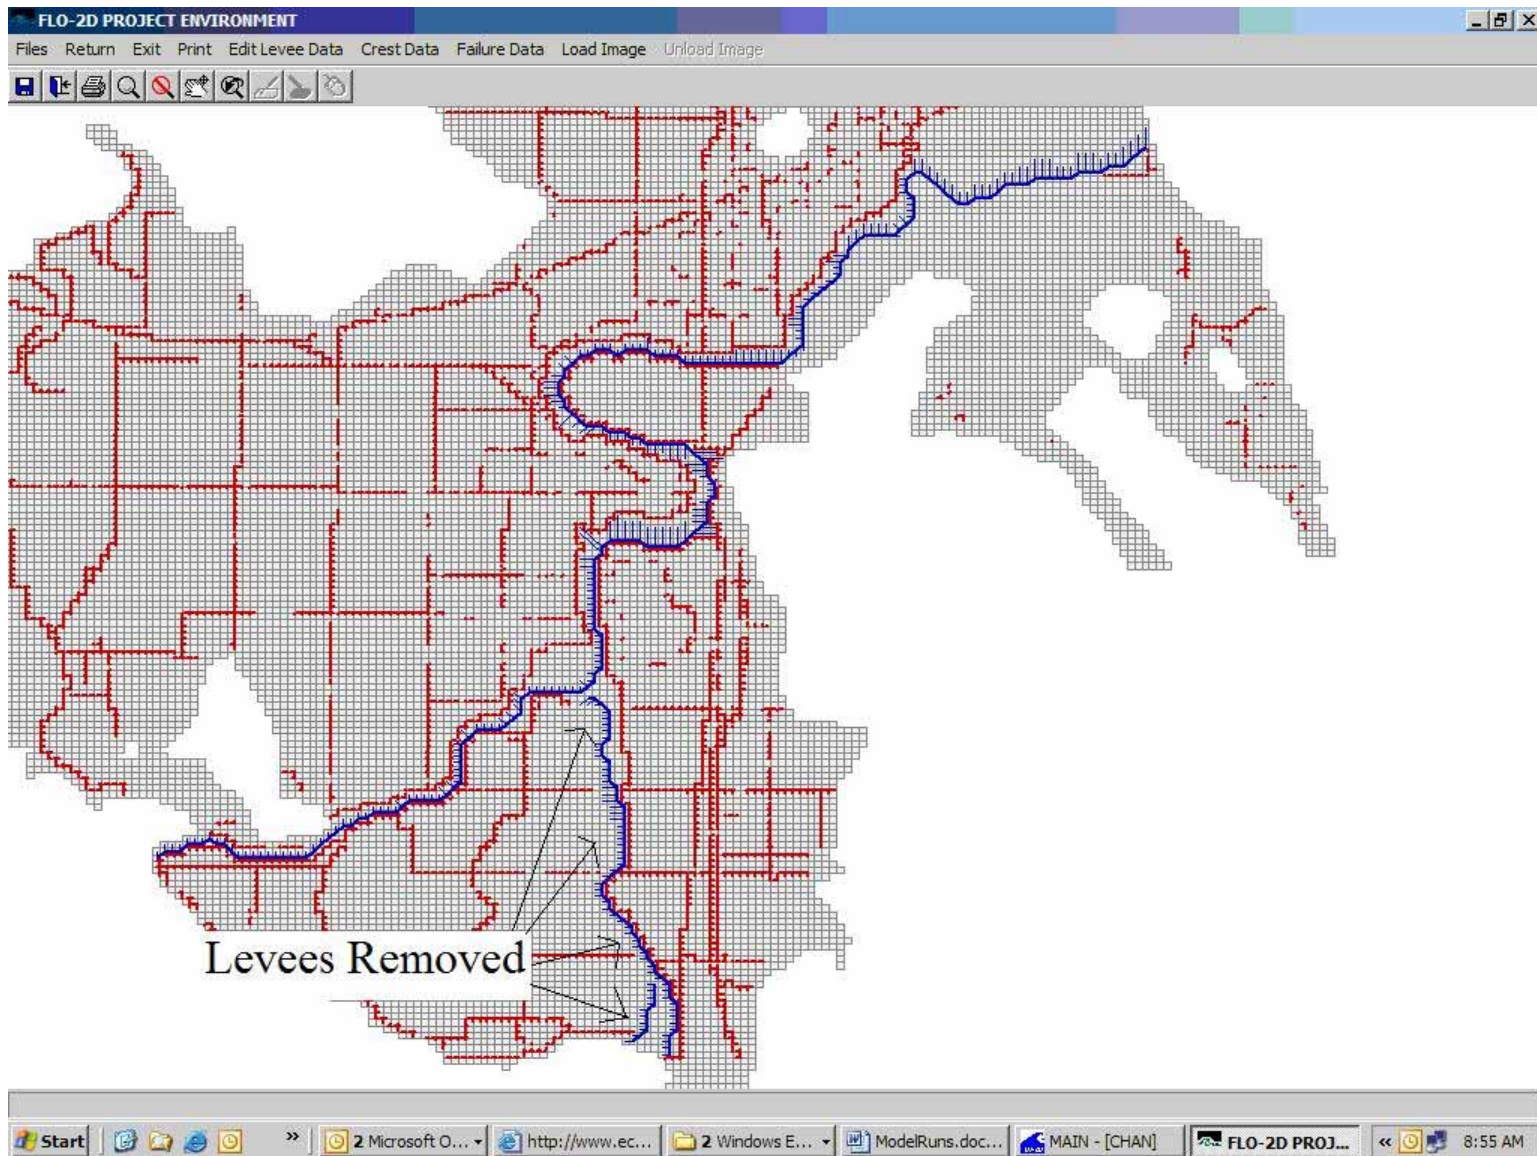 FLO-2D PROJECT ENVIRONMENT
Files Return Exit Print Edit Levee Data Crest Data Failure Data Load Image Unload Image
Levees Removed
Start » 2 Microsoft O... http://www.ec... 2 Windows E... ModelRuns.doc... MAIN - [CHAN] FLO-2D PROJ... « 8:55 AM